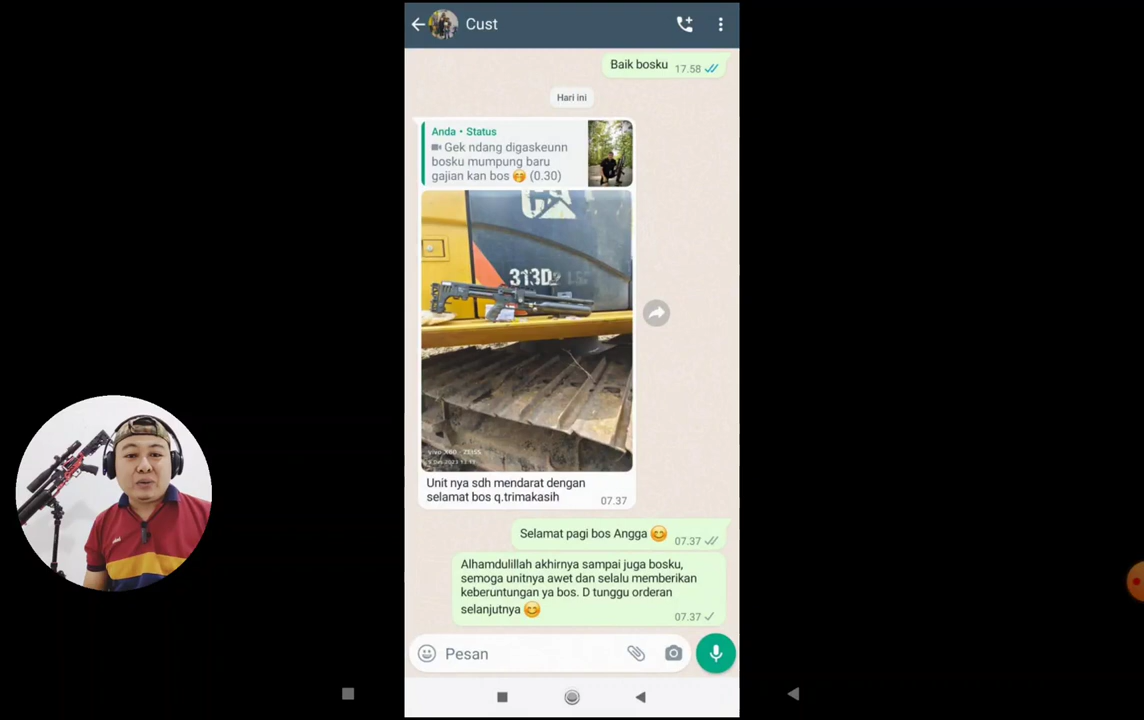 Cust
Baik bosku 17.58
Hari ini
Anda • Status
Gek ndang digaskeunn
bosku mumpung baru
gajian kan bos 🤭 (0.30)
313D2
Unit nya sdh mendarat dengan
selamat bos q.trimakasih 07.37
Selamat pagi bos Angga 😊 07.37
Alhamdulillah akhirnya sampai juga bosku,
semoga unitnya awet dan selalu memberikan
keberuntungan ya bos. D tunggu orderan
selanjutnya 😊 07.37
Pesan